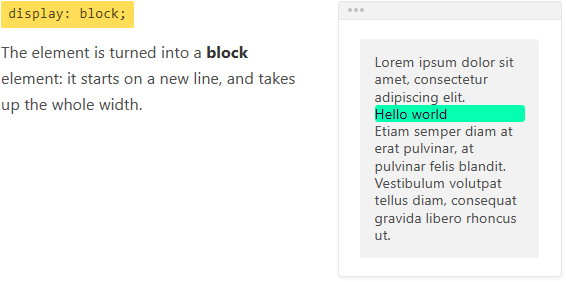 display: block;
The element is turned into a block
element: it starts on a new line, and takes
up the whole width.
Lorem ipsum dolor sit
amet, consectetur
adipiscing elit.
Hello world
Etiam semper diam at
erat pulvinar, at
pulvinar felis blandit.
Vestibulum volutpat
tellus diam, consequat
gravida libero rhoncus
ut.